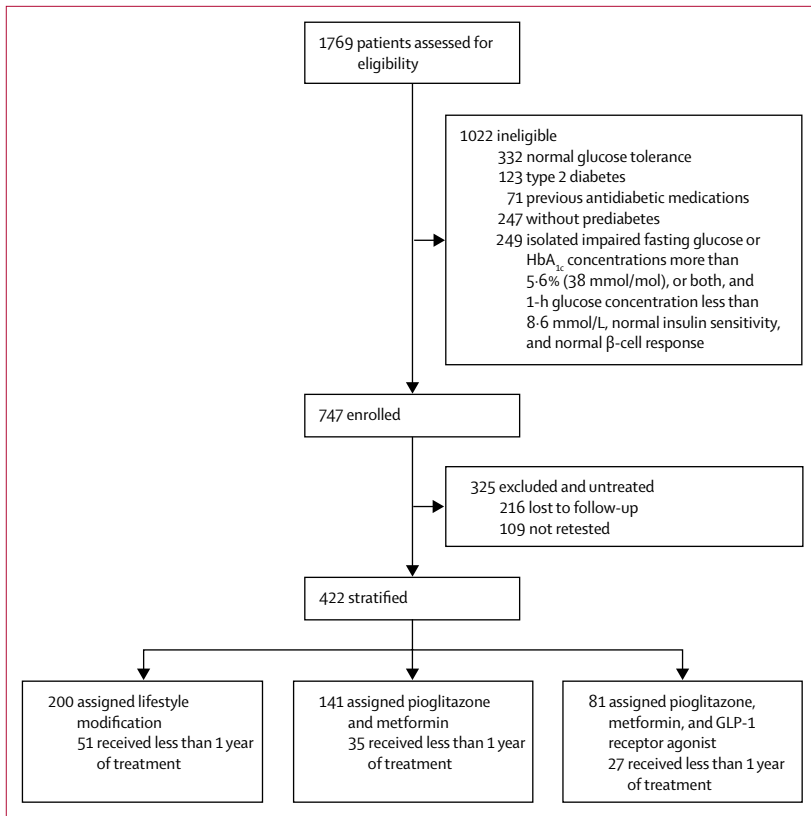 1769 patients assessed for
eligibility
1022 ineligible
332 normal glucose tolerance
123 type 2 diabetes
71 previous antidiabetic medications
247 without prediabetes
249 isolated impaired fasting glucose or
HbA1c concentrations more than
5·6% (38 mmol/mol), or both, and
1-h glucose concentration less than
8·6 mmol/L, normal insulin sensitivity,
and normal β-cell response
747 enrolled
325 excluded and untreated
216 lost to follow-up
109 not retested
422 stratified
200 assigned lifestyle
modification
51 received less than 1 year
of treatment
141 assigned pioglitazone
and metformin
35 received less than 1 year
of treatment
81 assigned pioglitazone,
metformin, and GLP-1
receptor agonist
27 received less than 1 year
of treatment